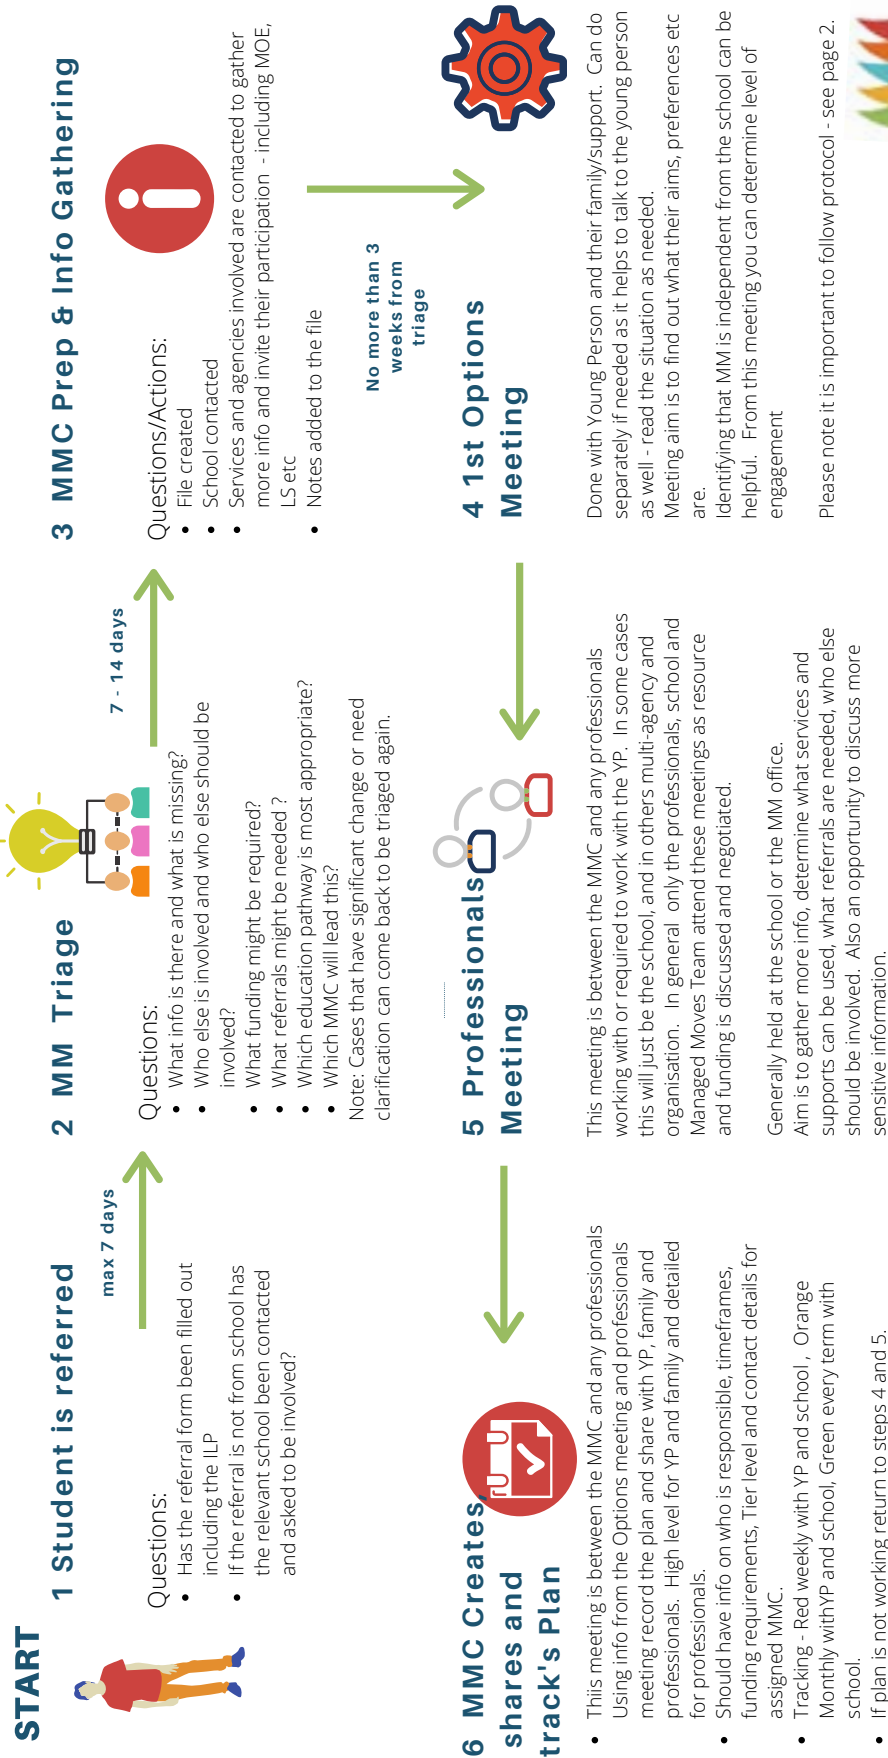 START
1 Student is referred
Questions:
• Has the referral form been filled out
including the ILP
• If the referral is not from school has
the relevant school been contacted
and asked to be involved?
max 7 days
2 MM Triage
Questions:
• What info is there and what is missing?
• Who else is involved and who else should be
involved?
• What funding might be required?
• What referrals might be needed ?
• Which education pathway is most appropriate?
• Which MMC will lead this?
Note: Cases that have significant change or need
clarification can come back to be triaged again.
7 - 14 days
3 MMC Prep & Info Gathering
Questions/Actions:
• File created
• School contacted
• Services and agencies involved are contacted to gather
more info and invite their participation - including MOE,
LS etc
• Notes added to the file
No more than 3
weeks from
triage
4 1st Options
Meeting
Done with Young Person and their family/support. Can do
separately if needed as it helps to talk to the young person
as well - read the situation as needed.
Meeting aim is to find out what their aims, preferences etc
are.
Identifying that MM is independent from the school can be
helpful. From this meeting you can determine level of
engagement
Please note it is important to follow protocol - see page 2.
5 Professionals
Meeting
This meeting is between the MMC and any professionals
working with or required to work with the YP. In some cases
this will just be the school, and in others multi-agency and
organisation. In general only the professionals, school and
Managed Moves Team attend these meetings as resource
and funding is discussed and negotiated.
Generally held at the school or the MM office.
Aim is to gather more info, determine what services and
supports can be used, what referrals are needed, who else
should be involved. Also an opportunity to discuss more
sensitive information.
6 MMC Creates,
shares and
track's Plan
• Thiis meeting is between the MMC and any professionals
Using info from the Options meeting and professionals
meeting record the plan and share with YP, family and
professionals. High level for YP and family and detailed
for professionals.
• Should have info on who is responsible, timeframes,
funding requirements, Tier level and contact details for
assigned MMC.
• Tracking - Red weekly with YP and school , Orange
Monthly withYP and school, Green every term with
school.
• If plan is not working return to steps 4 and 5.